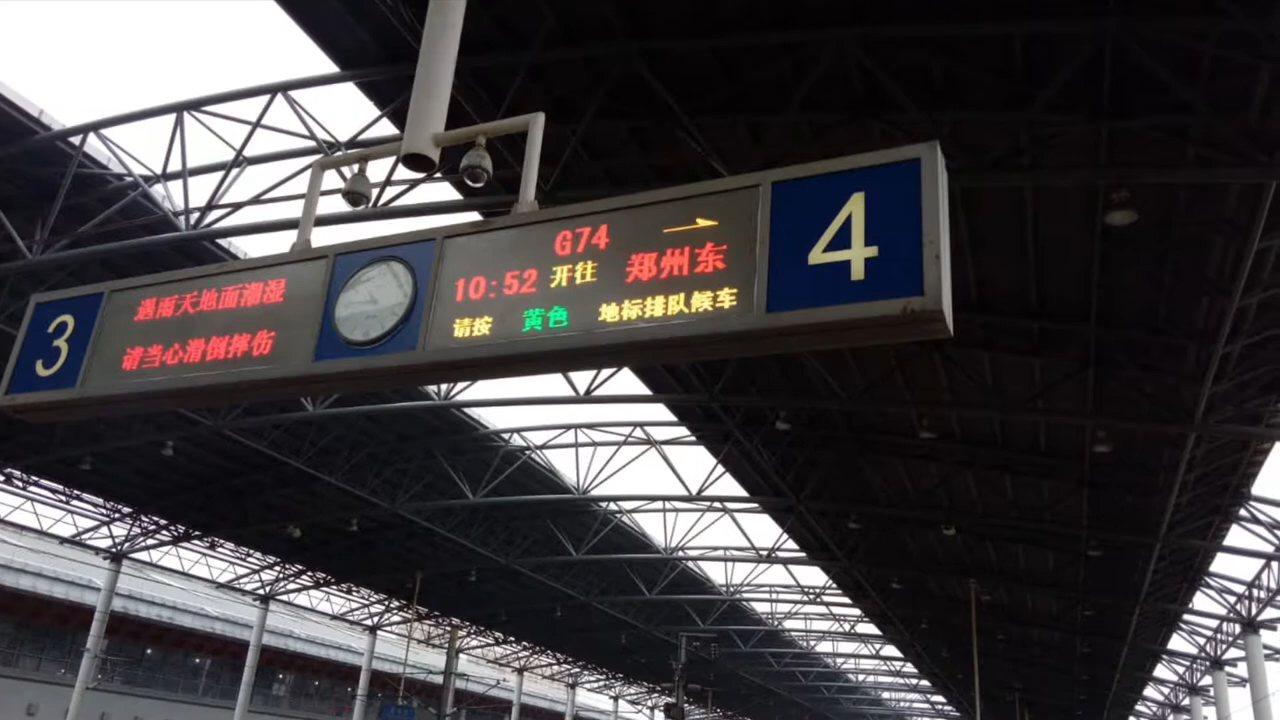 3
遇雨天地面潮湿
请当心滑倒摔伤
G74
10:52 开往 郑州东
请按 黄色 地标排队候车
4